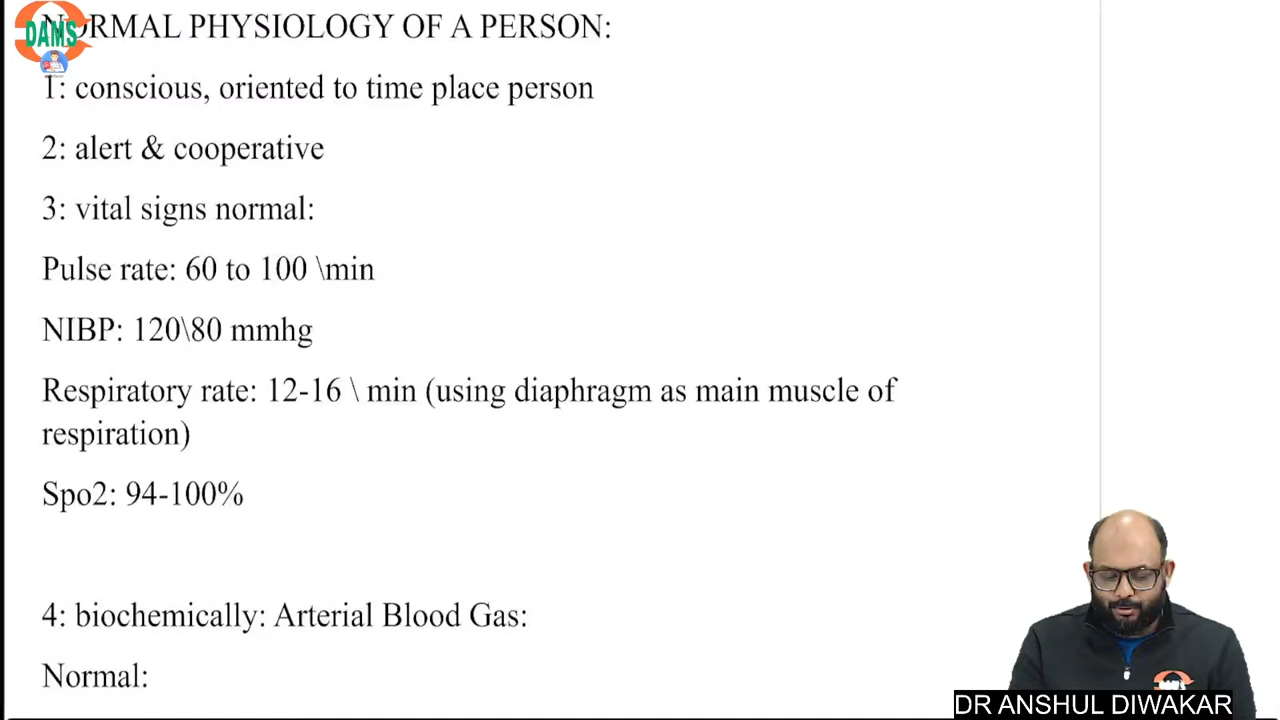 DAMS
NORMAL PHYSIOLOGY OF A PERSON:
1: conscious, oriented to time place person
2: alert & cooperative
3: vital signs normal:
Pulse rate: 60 to 100 \min
NIBP: 120\80 mmhg
Respiratory rate: 12-16 \ min (using diaphragm as main muscle of
respiration)
Spo2: 94-100%
4: biochemically: Arterial Blood Gas:
Normal:
DR ANSHUL DIWAKAR